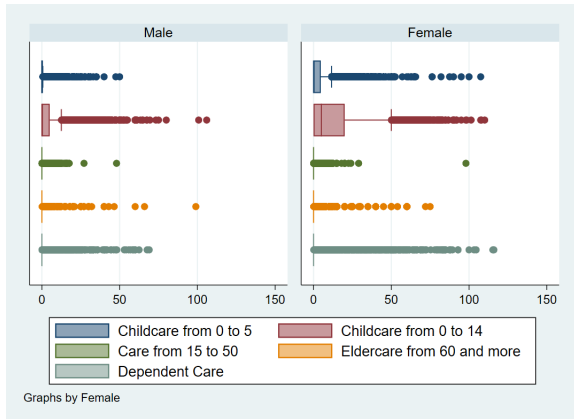 Male Female
0 50 100 150 0 50 100 150
Childcare from 0 to 5 Childcare from 0 to 14
Care from 15 to 50 Eldercare from 60 and more
Dependent Care
Graphs by Female